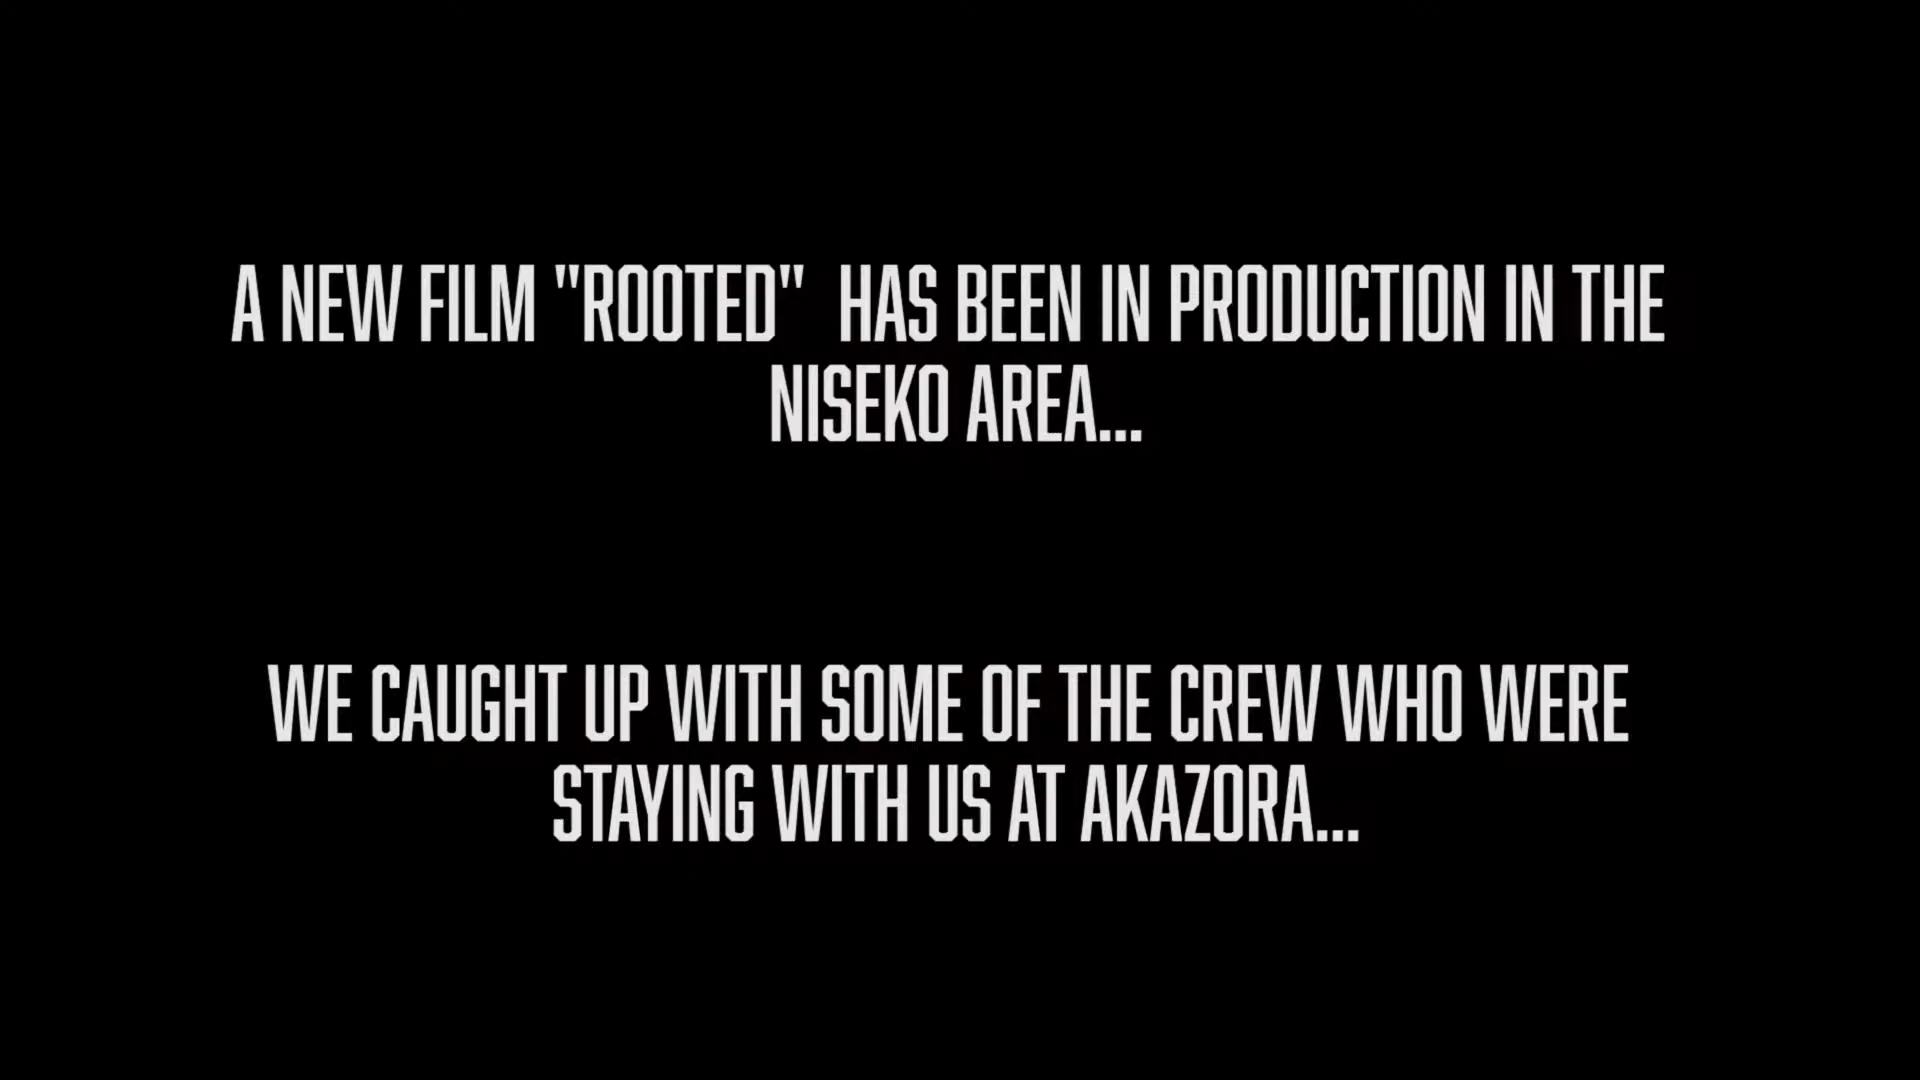 A NEW FILM "ROOTED"  HAS BEEN IN PRODUCTION IN THE
NISEKO AREA...
WE CAUGHT UP WITH SOME OF THE CREW WHO WERE
STAYING WITH US AT AKAZORA...